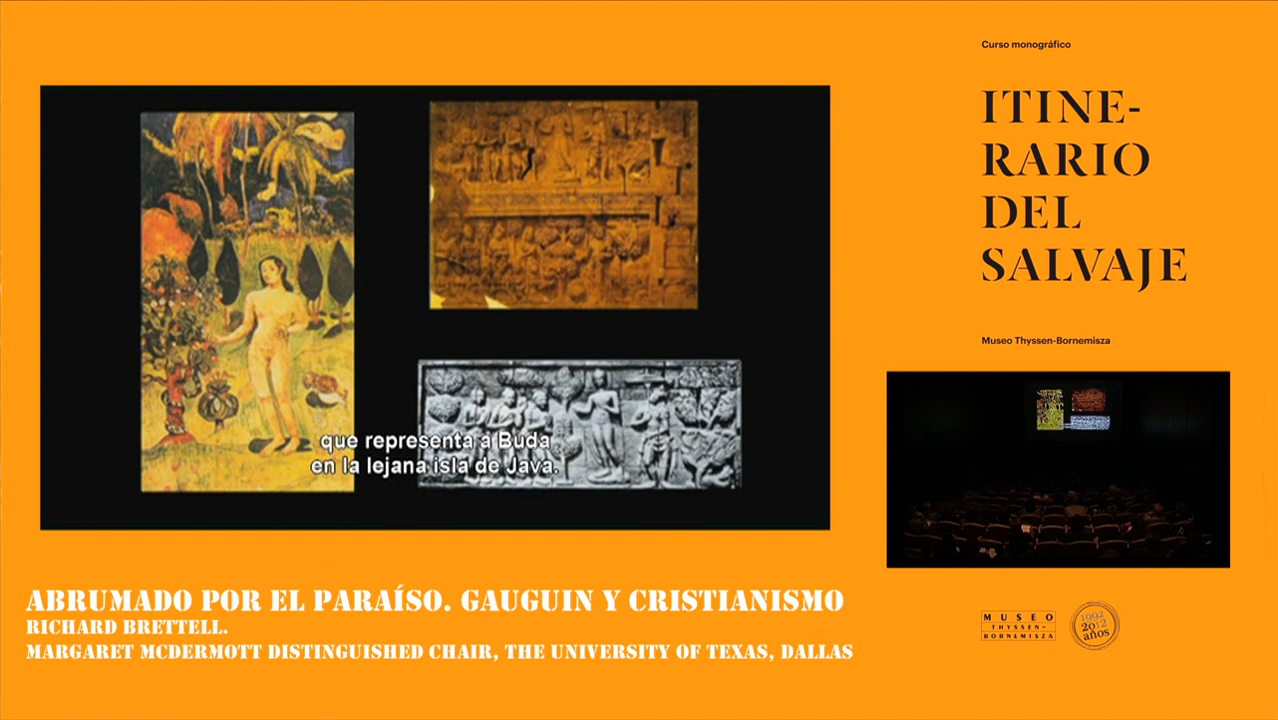 Curso monográfico
ITINE-
RARIO
DEL
SALVAJE
Museo Thyssen-Bornemisza
que representa a Buda
en la lejana isla de Java.
ABRUMADO POR EL PARAÍSO. GAUGUIN Y CRISTIANISMO
RICHARD BRETTELL.
MARGARET MCDERMOTT DISTINGUISHED CHAIR, THE UNIVERSITY OF TEXAS, DALLAS
MUSEO
THYSSEN-
BORNEMISZA
1992
2012
años